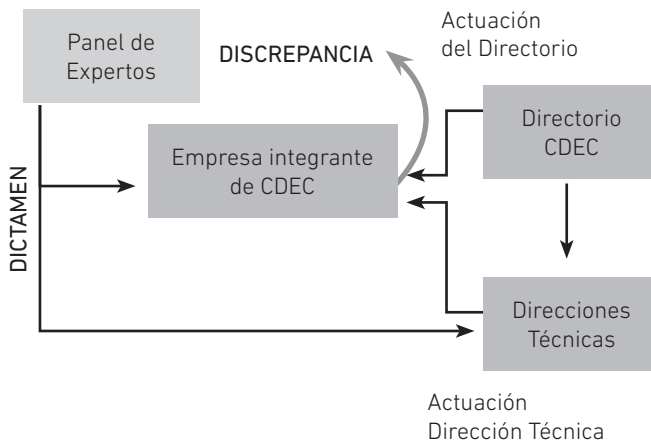 Panel de
Expertos
DISCREPANCIA
Actuación
del Directorio
Directorio
CDEC
Empresa integrante
de CDEC
DICTAMEN
Direcciones
Técnicas
Actuación
Dirección Técnica